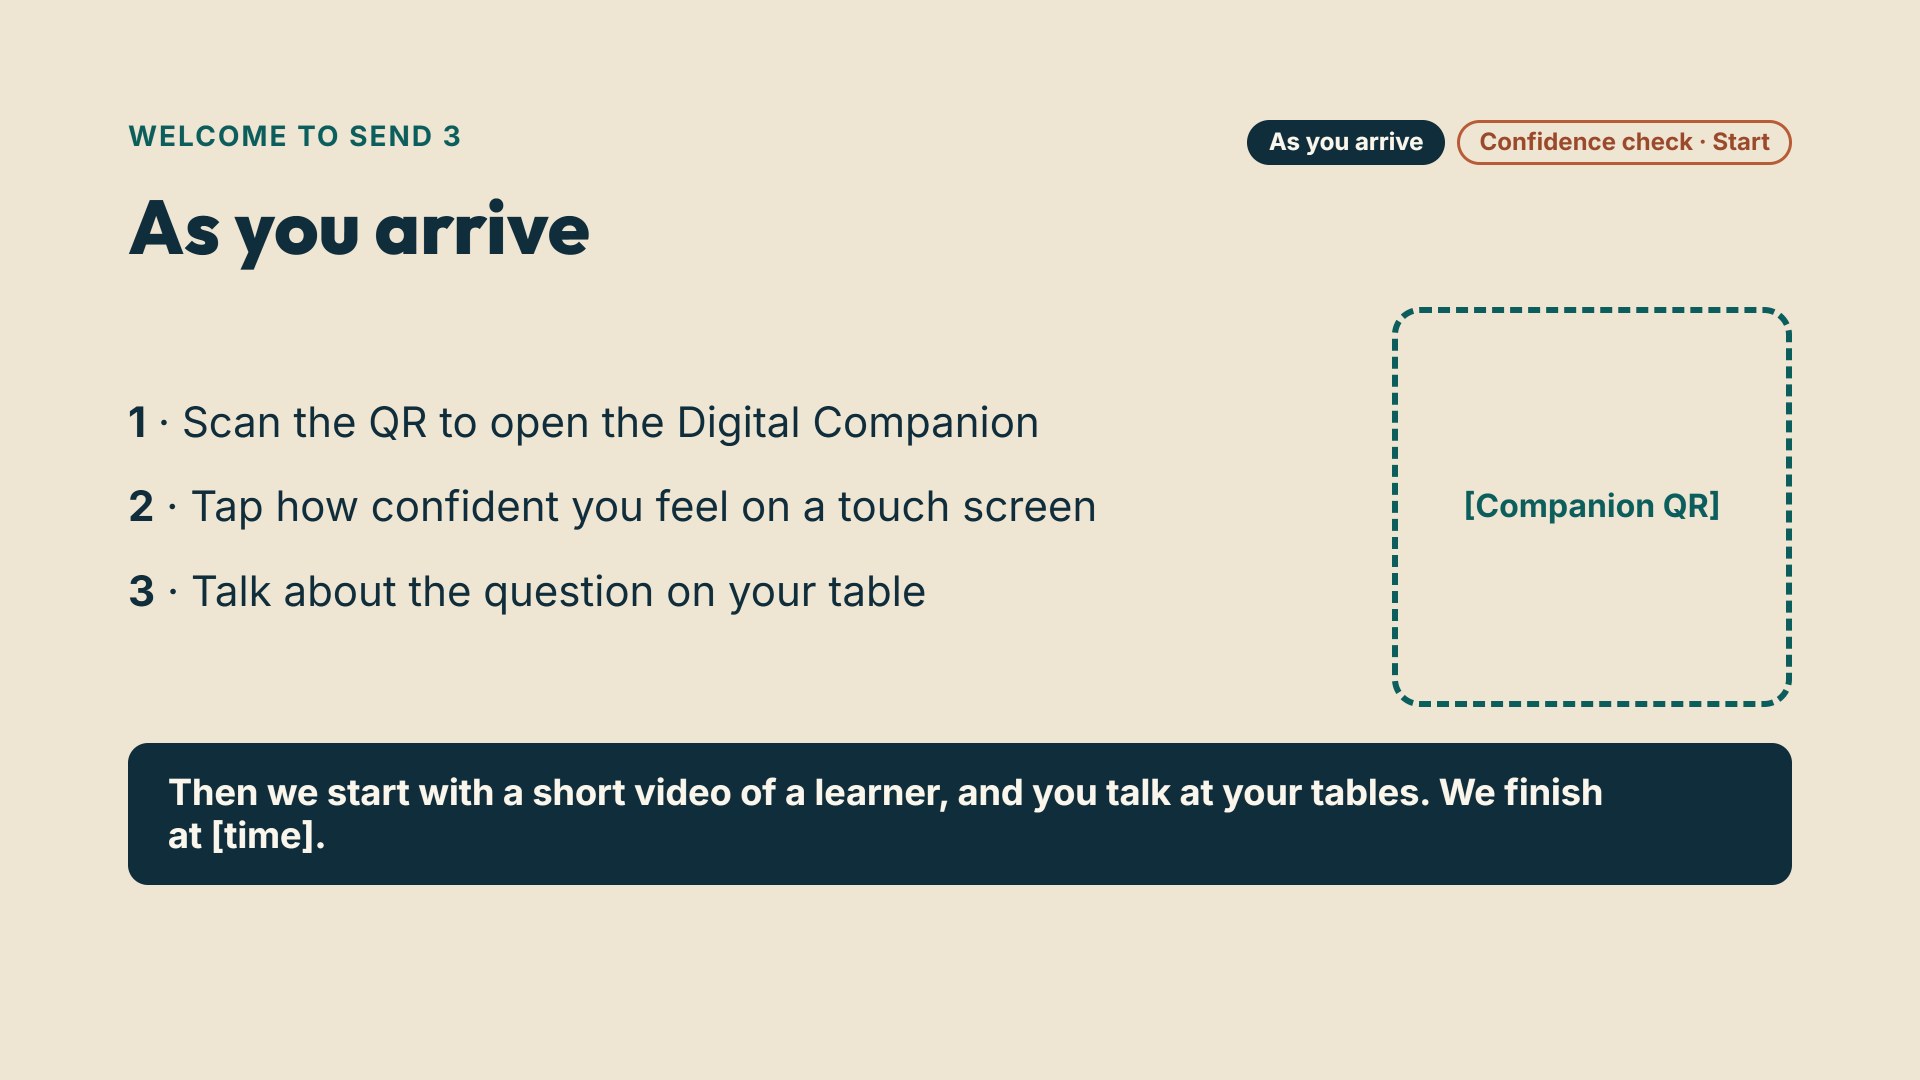 WELCOME TO SEND 3
As you arrive
Confidence check · Start
As you arrive
1 · Scan the QR to open the Digital Companion
2 · Tap how confident you feel on a touch screen
3 · Talk about the question on your table
[Companion QR]
Then we start with a short video of a learner, and you talk at your tables. We finish
at [time].